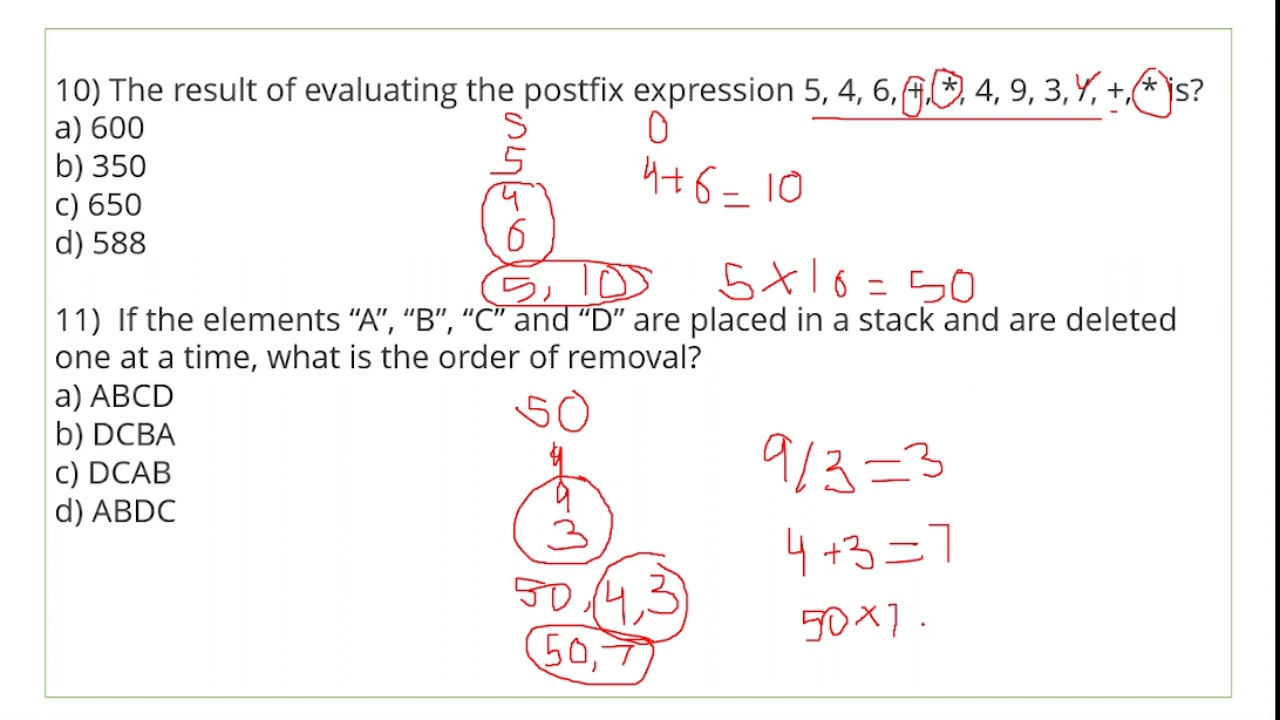 10) The result of evaluating the postfix expression 5, 4, 6, +, *, 4, 9, 3, /, +, * is?
a) 600
b) 350
c) 650
d) 588
S
O
5
4
6
4+6=10
5, 10
5×10=50
11) If the elements “A”, “B”, “C” and “D” are placed in a stack and are deleted
one at a time, what is the order of removal?
a) ABCD
b) DCBA
c) DCAB
d) ABDC
50
4
9
3
50, 4,3
50,7
9/3=3
4+3=7
50×7